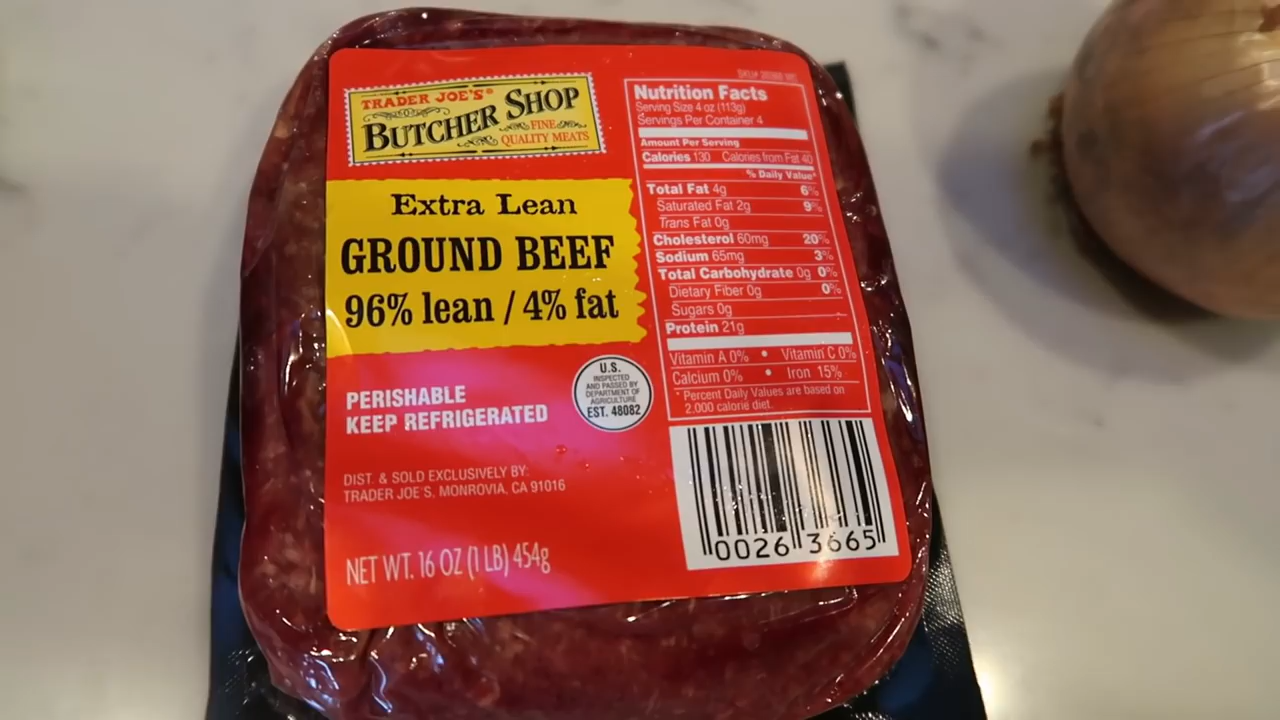 TRADER JOE'S®
BUTCHER SHOP
FINE
QUALITY MEATS
Extra Lean
GROUND BEEF
96% lean / 4% fat
PERISHABLE
KEEP REFRIGERATED
U.S.
INSPECTED
AND PASSED BY
DEPARTMENT OF
AGRICULTURE
EST. 48082
DIST. & SOLD EXCLUSIVELY BY:
TRADER JOE'S, MONROVIA, CA 91016
NET WT. 16 OZ (1 LB) 454g
SKU#
Nutrition Facts
Serving Size 4 oz (113g)
Servings Per Container 4
Amount Per Serving
Calories 130 Calories from Fat 40
% Daily Value*
Total Fat 4g 6%
Saturated Fat 2g 9%
Trans Fat 0g
Cholesterol 60mg 20%
Sodium 65mg 3%
Total Carbohydrate 0g 0%
Dietary Fiber 0g 0%
Sugars 0g
Protein 21g
Vitamin A 0% • Vitamin C 0%
Calcium 0% • Iron 15%
* Percent Daily Values are based on
2,000 calorie diet.
0026 3665